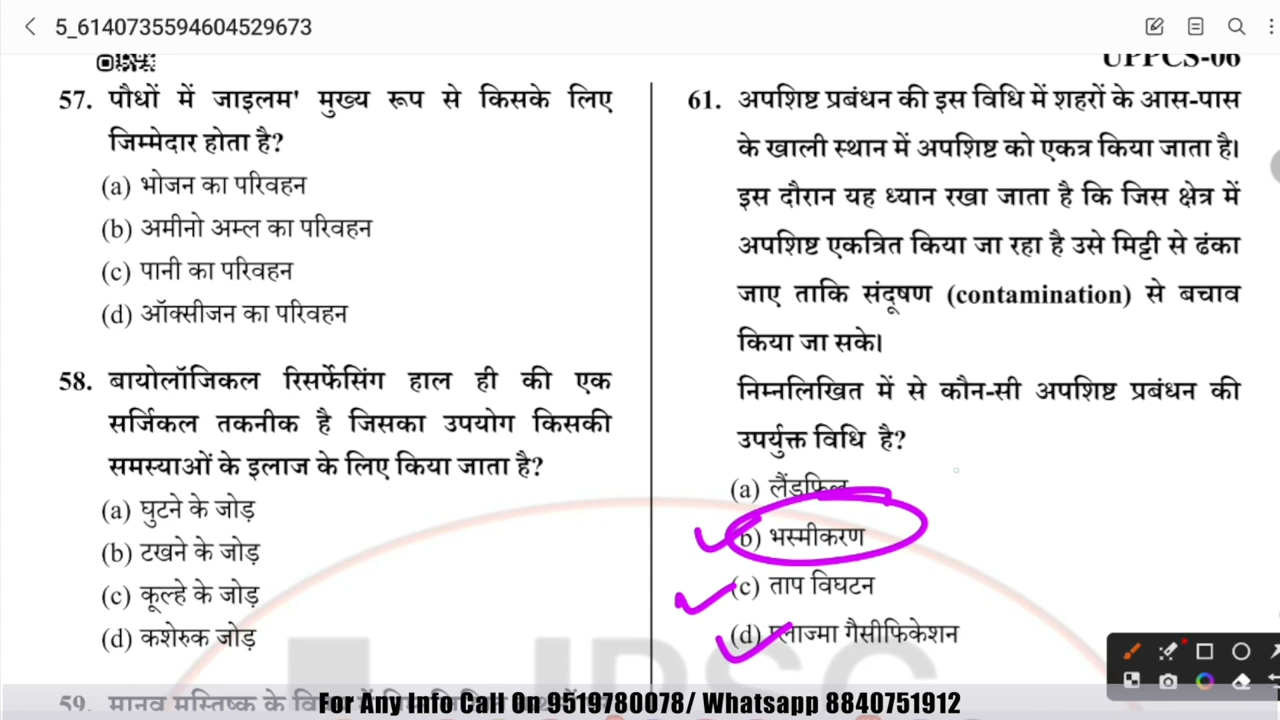 5_6140735594604529673
UPPCS-06
57. पौधों में जाइलम' मुख्य रूप से किसके लिए
जिम्मेदार होता है?
(a) भोजन का परिवहन
(b) अमीनो अम्ल का परिवहन
(c) पानी का परिवहन
(d) ऑक्सीजन का परिवहन
58. बायोलॉजिकल रिसर्फेसिंग हाल ही की एक
सर्जिकल तकनीक है जिसका उपयोग किसकी
समस्याओं के इलाज के लिए किया जाता है?
(a) घुटने के जोड़
(b) टखने के जोड़
(c) कूल्हे के जोड़
(d) कशेरुक जोड़
59. मानव मस्तिष्क के
61. अपशिष्ट प्रबंधन की इस विधि में शहरों के आस-पास
के खाली स्थान में अपशिष्ट को एकत्र किया जाता है।
इस दौरान यह ध्यान रखा जाता है कि जिस क्षेत्र में
अपशिष्ट एकत्रित किया जा रहा है उसे मिट्टी से ढंका
जाए ताकि संदूषण (contamination) से बचाव
किया जा सके।
निम्नलिखित में से कौन-सी अपशिष्ट प्रबंधन की
उपर्युक्त विधि है?
(a) लैंडफिल
(b) भस्मीकरण
(c) ताप विघटन
(d) प्लाज्मा गैसीफिकेशन
For Any Info Call On 9519780078/ Whatsapp 8840751912